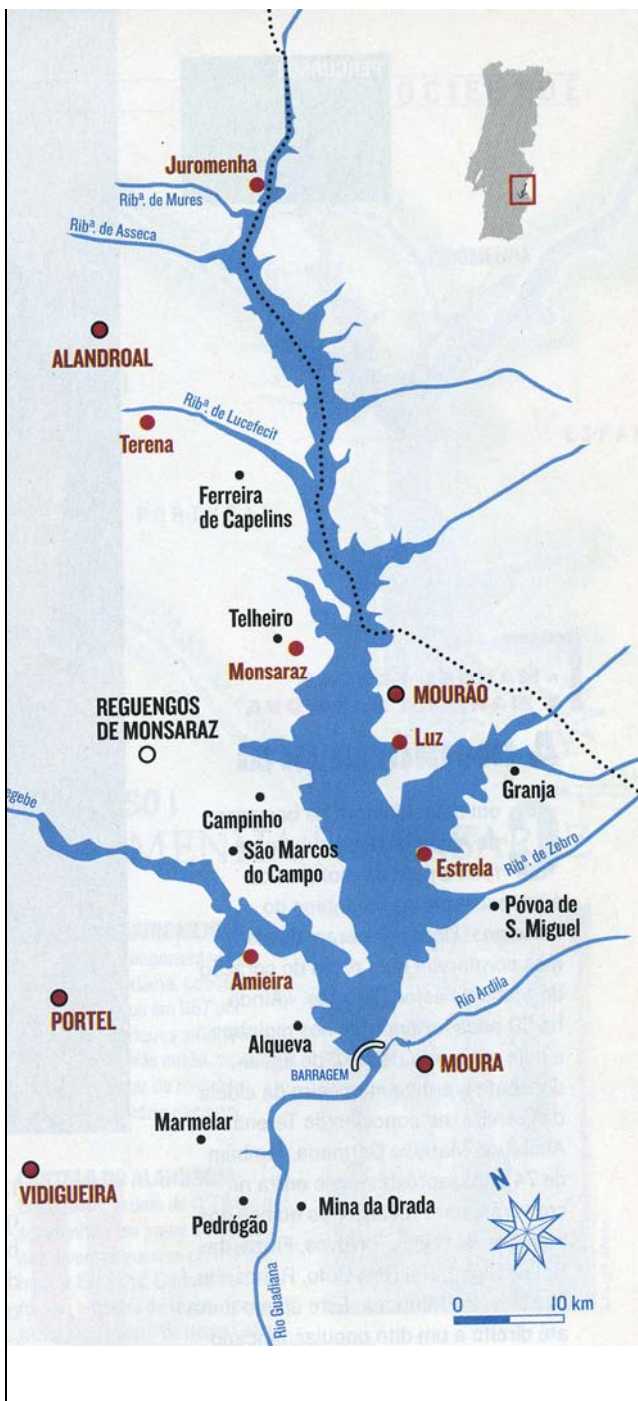 Juromenha
Ribª. de Mures
Ribª. de Asseca
ALANDROAL
Ribª. de Lucefecit
Terena
Ferreira
de Capelins
Telheiro
Monsaraz
MOURÃO
REGUENGOS
DE MONSARAZ
Luz
Granja
egebe
Campinho
São Marcos
do Campo
Estrela
Ribª. de Zebro
Póvoa de
S. Miguel
Amieira
PORTEL
Rio Ardila
Alqueva
BARRAGEM
MOURA
Marmelar
VIDIGUEIRA
Pedrógão
Mina da Orada
N
Rio Guadiana
0 10 km